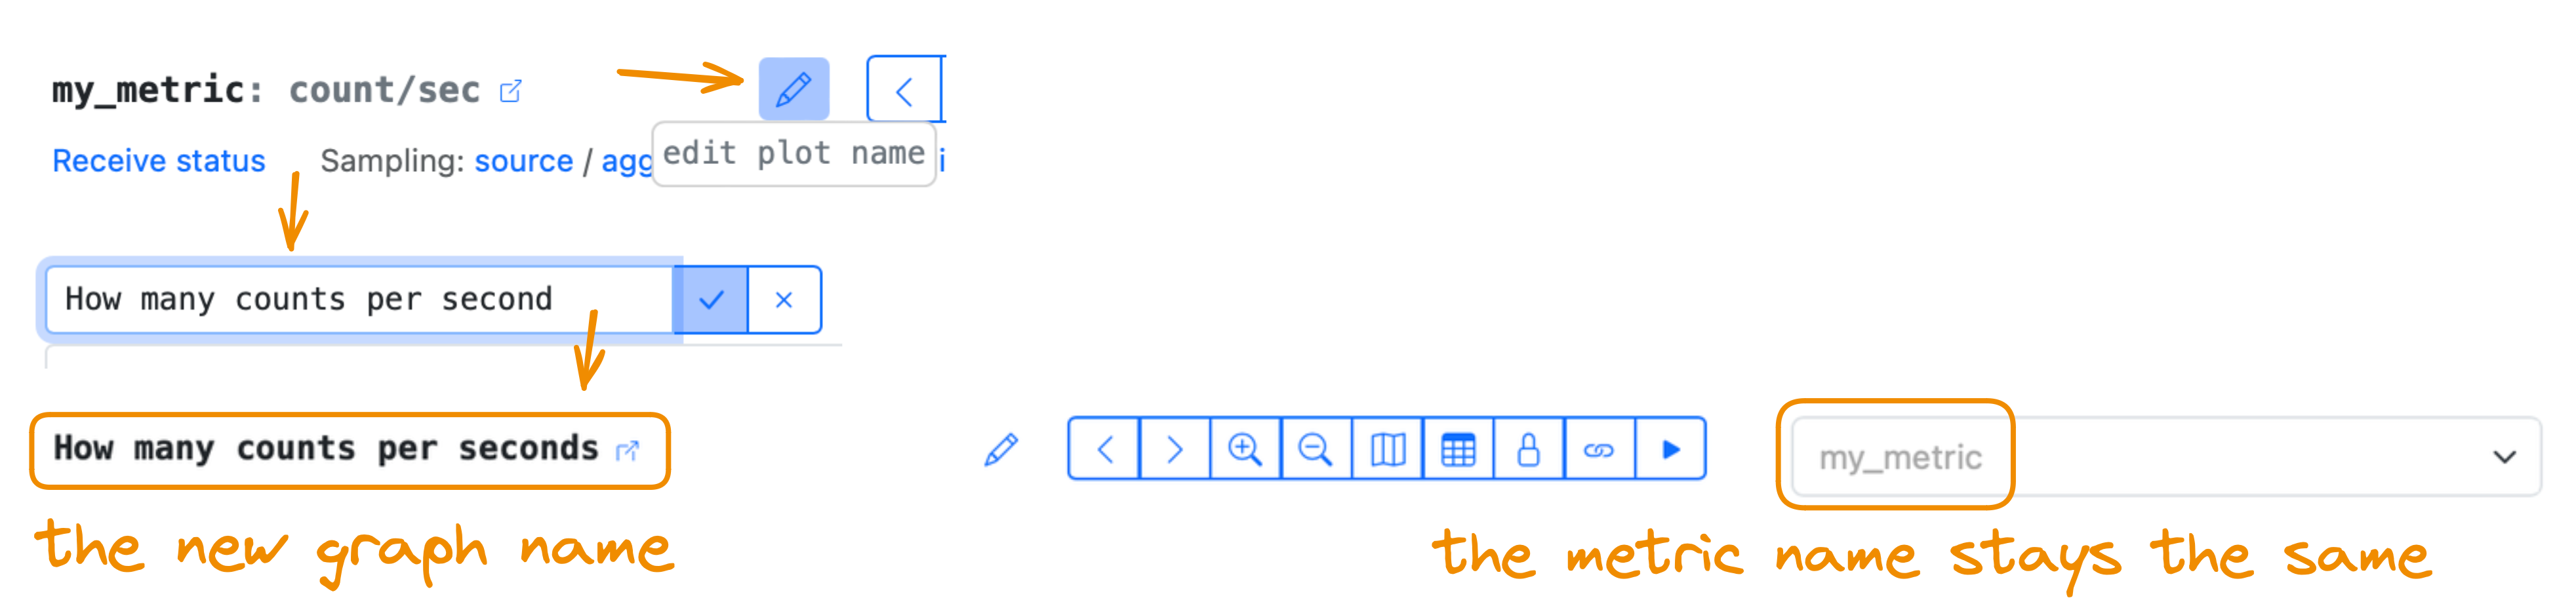 my_metric: count/sec
edit plot name
Receive status Sampling: source / agg i
How many counts per second
How many counts per seconds
my_metric
the new graph name
the metric name stays the same